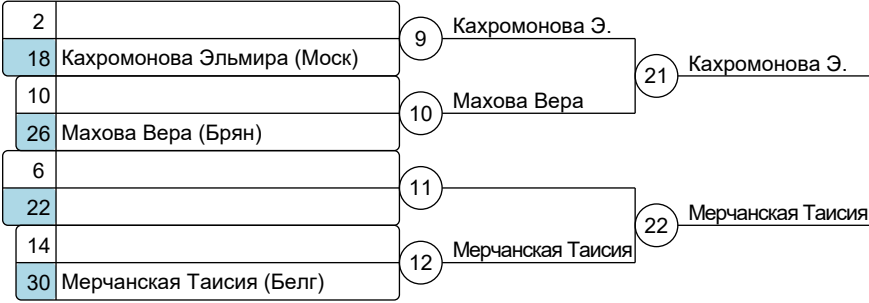 2
18 Кахромонова Эльмира (Моск)
10
26 Махова Вера (Брян)
6
22
14
30 Мерчанская Таисия (Белг)
9
10
11
12
Кахромонова Э.
Махова Вера
Мерчанская Таисия
21
22
Кахромонова Э.
Мерчанская Таисия